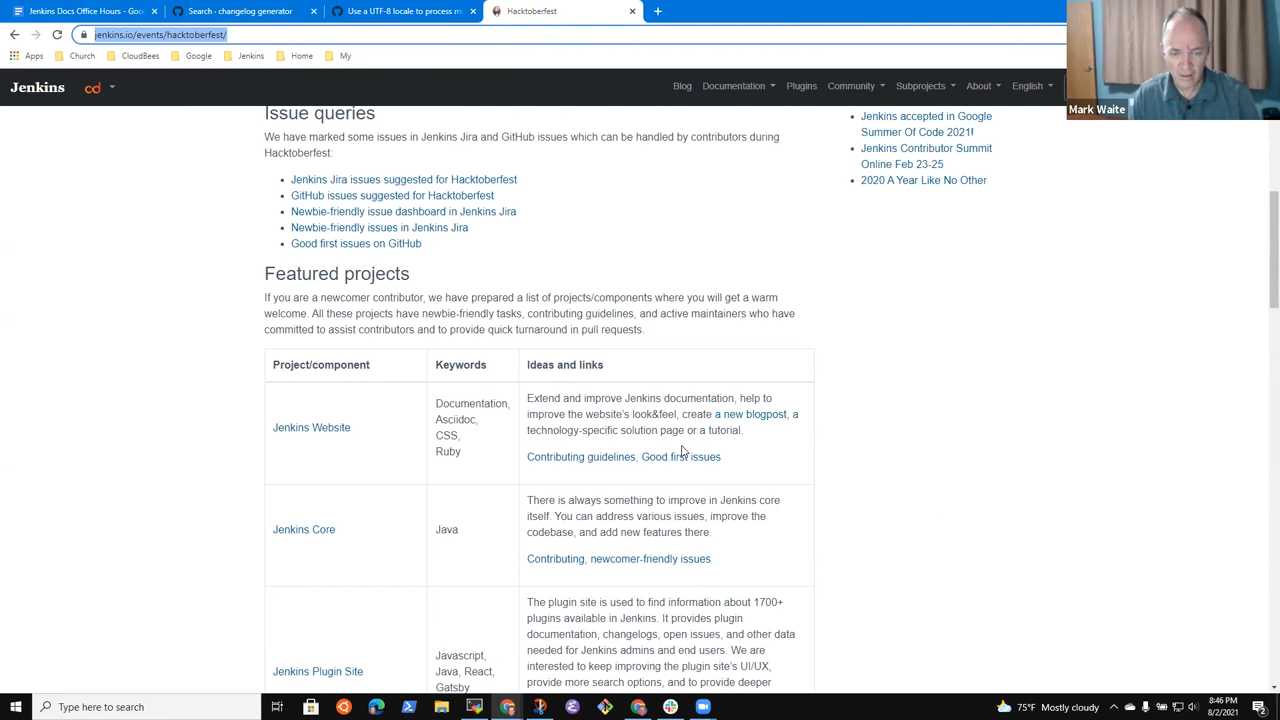 Jenkins Docs Office Hours - Goo
Search · changelog generator
Use a UTF-8 locale to process m
Hacktoberfest
jenkins.io/events/hacktoberfest/
Apps
Church
CloudBees
Google
Jenkins
Home
My
Mark Waite
Jenkins
cd
Blog
Documentation
Plugins
Community
Subprojects
About
English
Issue queries
We have marked some issues in Jenkins Jira and GitHub issues which can be handled by contributors during
Hacktoberfest:
Jenkins Jira issues suggested for Hacktoberfest
GitHub issues suggested for Hacktoberfest
Newbie-friendly issue dashboard in Jenkins Jira
Newbie-friendly issues in Jenkins Jira
Good first issues on GitHub
Jenkins accepted in Google
Summer Of Code 2021!
Jenkins Contributor Summit
Online Feb 23-25
2020 A Year Like No Other
Featured projects
If you are a newcomer contributor, we have prepared a list of projects/components where you will get a warm
welcome. All these projects have newbie-friendly tasks, contributing guidelines, and active maintainers who have
committed to assist contributors and to provide quick turnaround in pull requests.
Project/component
Keywords
Ideas and links
Jenkins Website
Documentation,
Asciidoc,
CSS,
Ruby
Extend and improve Jenkins documentation, help to
improve the website's look&feel, create a new blogpost, a
technology-specific solution page or a tutorial.
Contributing guidelines, Good first issues
Jenkins Core
Java
There is always something to improve in Jenkins core
itself. You can address various issues, improve the
codebase, and add new features there.
Contributing, newcomer-friendly issues
Jenkins Plugin Site
Javascript,
Java, React,
Gatsby
The plugin site is used to find information about 1700+
plugins available in Jenkins. It provides plugin
documentation, changelogs, open issues, and other data
needed for Jenkins admins and end users. We are
interested to keep improving the plugin site's UI/UX,
provide more search options, and to provide deeper
Type here to search
75°F Mostly cloudy
8:46 PM
8/2/2021
2